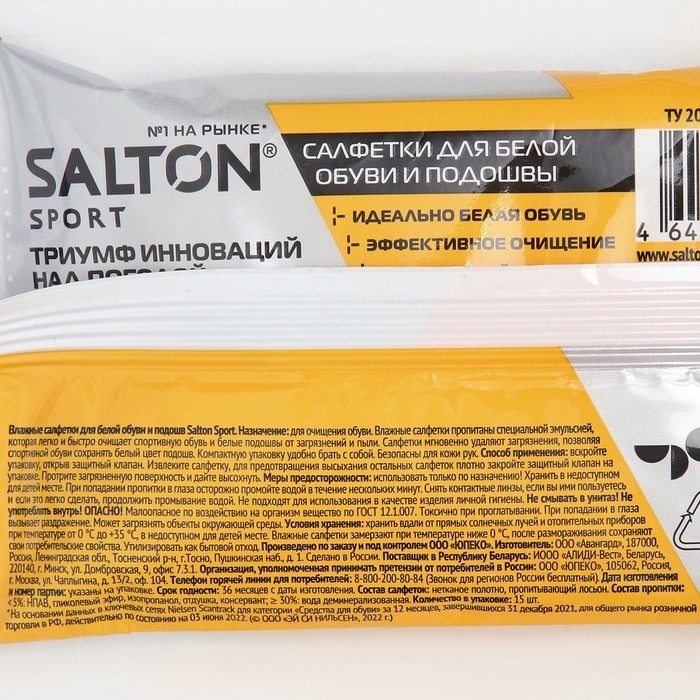 ТУ 20
№1 НА РЫНКЕ*
SALTON®
SPORT
ТРИУМФ ИННОВАЦИЙ
НАД ПОГОДОЙ
САЛФЕТКИ ДЛЯ БЕЛОЙ
ОБУВИ И ПОДОШВЫ
ИДЕАЛЬНО БЕЛАЯ ОБУВЬ
ЭФФЕКТИВНОЕ ОЧИЩЕНИЕ
4 64
www.salto
Влажные салфетки для белой обуви и подошв Salton Sport. Назначение: для очищения обуви. Влажные салфетки пропитаны специальной эмульсией,
которая легко и быстро очищает спортивную обувь и белые подошвы от загрязнений и пыли. Салфетки мгновенно удаляют загрязнения, позволяя
спортивной обуви сохранять белый цвет подошв. Компактную упаковку удобно брать с собой. Безопасны для кожи рук. Способ применения: вскройте
упаковку, открыв защитный клапан. Извлеките салфетку, для предотвращения высыхания остальных салфеток плотно закройте защитный клапан на
упаковке. Протрите загрязненную поверхность и дайте высохнуть. Меры предосторожности: использовать только по назначению! Хранить в недоступном
для детей месте. При попадании пропитки в глаза осторожно промойте водой в течение нескольких минут. Снять контактные линзы, если вы пользуетесь
и если это легко сделать, продолжить промывание водой. Не подходят для использования в качестве изделия личной гигиены. Не смывать в унитаз! Не
употреблять внутрь! ОПАСНО! Малоопасное по воздействию на организм вещество по ГОСТ 12.1.007. Токсично при проглатывании. При попадании в глаза
вызывает раздражение. Может загрязнять объекты окружающей среды. Условия хранения: хранить вдали от прямых солнечных лучей и отопительных приборов
при температуре от 0 °С до +35 °С, в недоступном для детей месте. Влажные салфетки замерзают при температуре ниже 0 °С, после размораживания сохраняют
свои потребительские свойства. Утилизировать как бытовой отход. Произведено по заказу и под контролем ООО «ЮПЕКО». Изготовитель: ООО «Авангард», 187000,
Россия, Ленинградская обл., Тосненский р-н, г.Тосно, Пушкинская наб., д. 1. Сделано в России. Поставщик в Республику Беларусь: ИООО «АЛИДИ-Вест», Беларусь,
220140, г. Минск, ул. Домбровская, 9, офис 7.3.1. Организация, уполномоченная принимать претензии от потребителей в России: ООО «ЮПЕКО», 105062, Россия,
г. Москва, ул. Чаплыгина, д. 13/2, оф. 104. Телефон горячей линии для потребителей: 8-800-200-80-84 (Звонок для регионов России бесплатный). Дата изготовления
и номер партии: указаны на упаковке. Срок годности: 36 месяцев с даты изготовления. Состав салфеток: нетканое полотно, пропитывающий лосьон. Состав пропитки:
<5%: НПАВ, гликолевый эфир, изопропанол, отдушка, консервант; ≥ 30%: вода деминерализованная. Количество в упаковке: 15 шт.
*На основании данных в ключевых сетях Nielsen Scantrack для категории «Средства для обуви» за 12 месяцев, завершившихся 31 декабря 2021, для общего рынка розничной
торговли в РФ, действительно по состоянию на 03 июня 2022 г. (© ООО «ЭЙ СИ НИЛЬСЕН», 2022 г.)